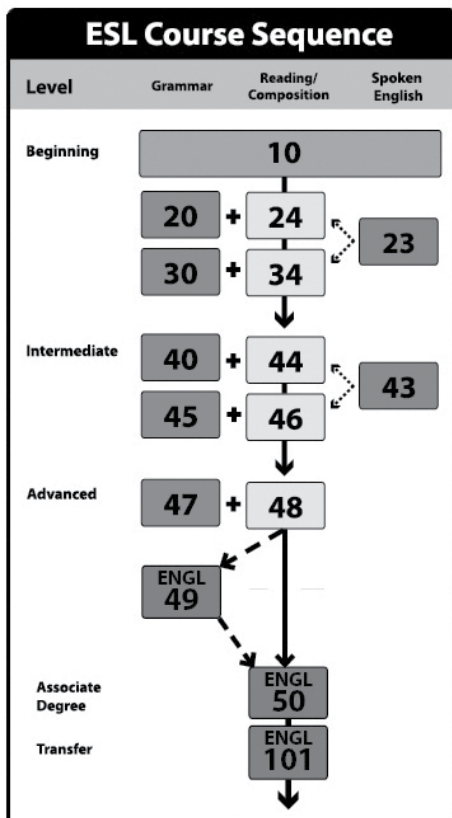 ESL Course Sequence
Level Grammar Reading/ Composition Spoken English
Beginning
10
20 + 24
23
30 + 34
Intermediate
40 + 44
43
45 + 46
Advanced
47 + 48
ENGL
49
Associate Degree
ENGL
50
Transfer
ENGL
101